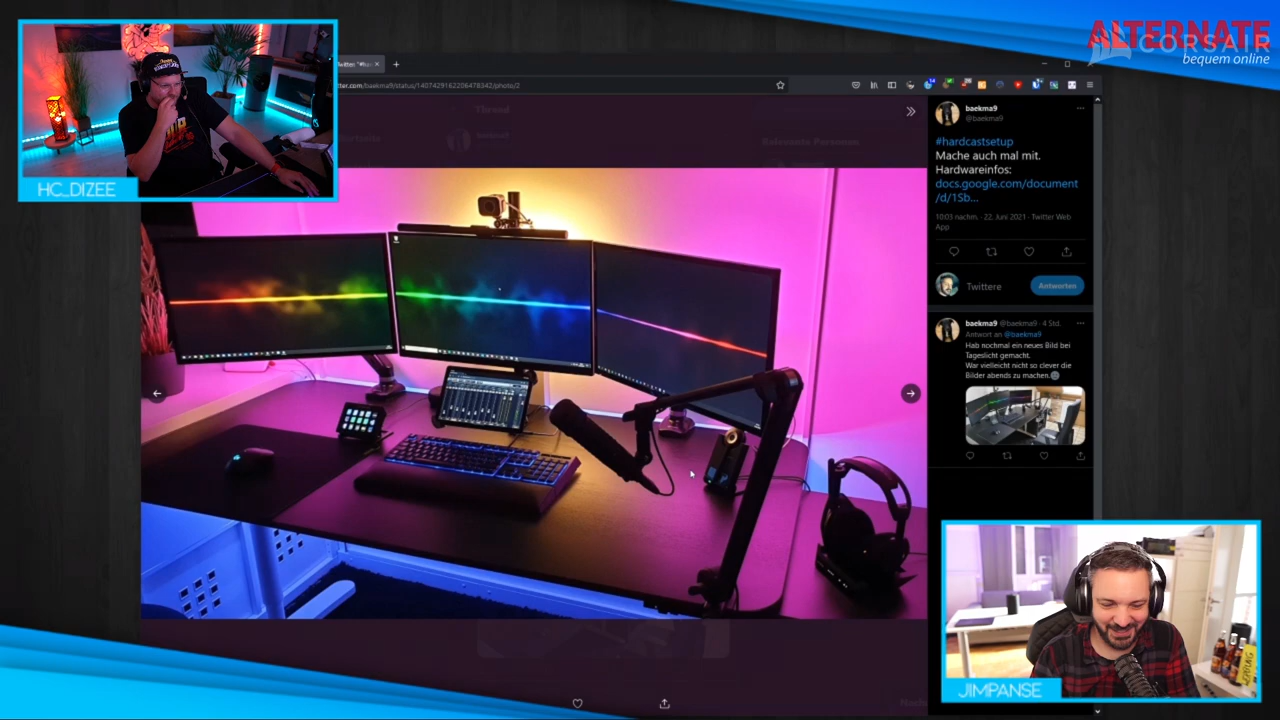 ALTERNATE
CORSAIR
bequem online
HC_DIZEE
baekma9
@baekma9
#hardcastsetup
Mache auch mal mit.
Hardwareinfos:
docs.google.com/document
/d/1Sb...
10:03 nachm. · 22. Juni 2021 · Twitter Web
App
Twittere
Antworten
baekma9 @baekma9 · 4 Std.
Antwort an @baekma9
Hab nochmal ein neues Bild bei
Tageslicht gemacht.
War vielleicht nicht so clever die
Bilder abends zu machen.
Thread
JIMPANSE